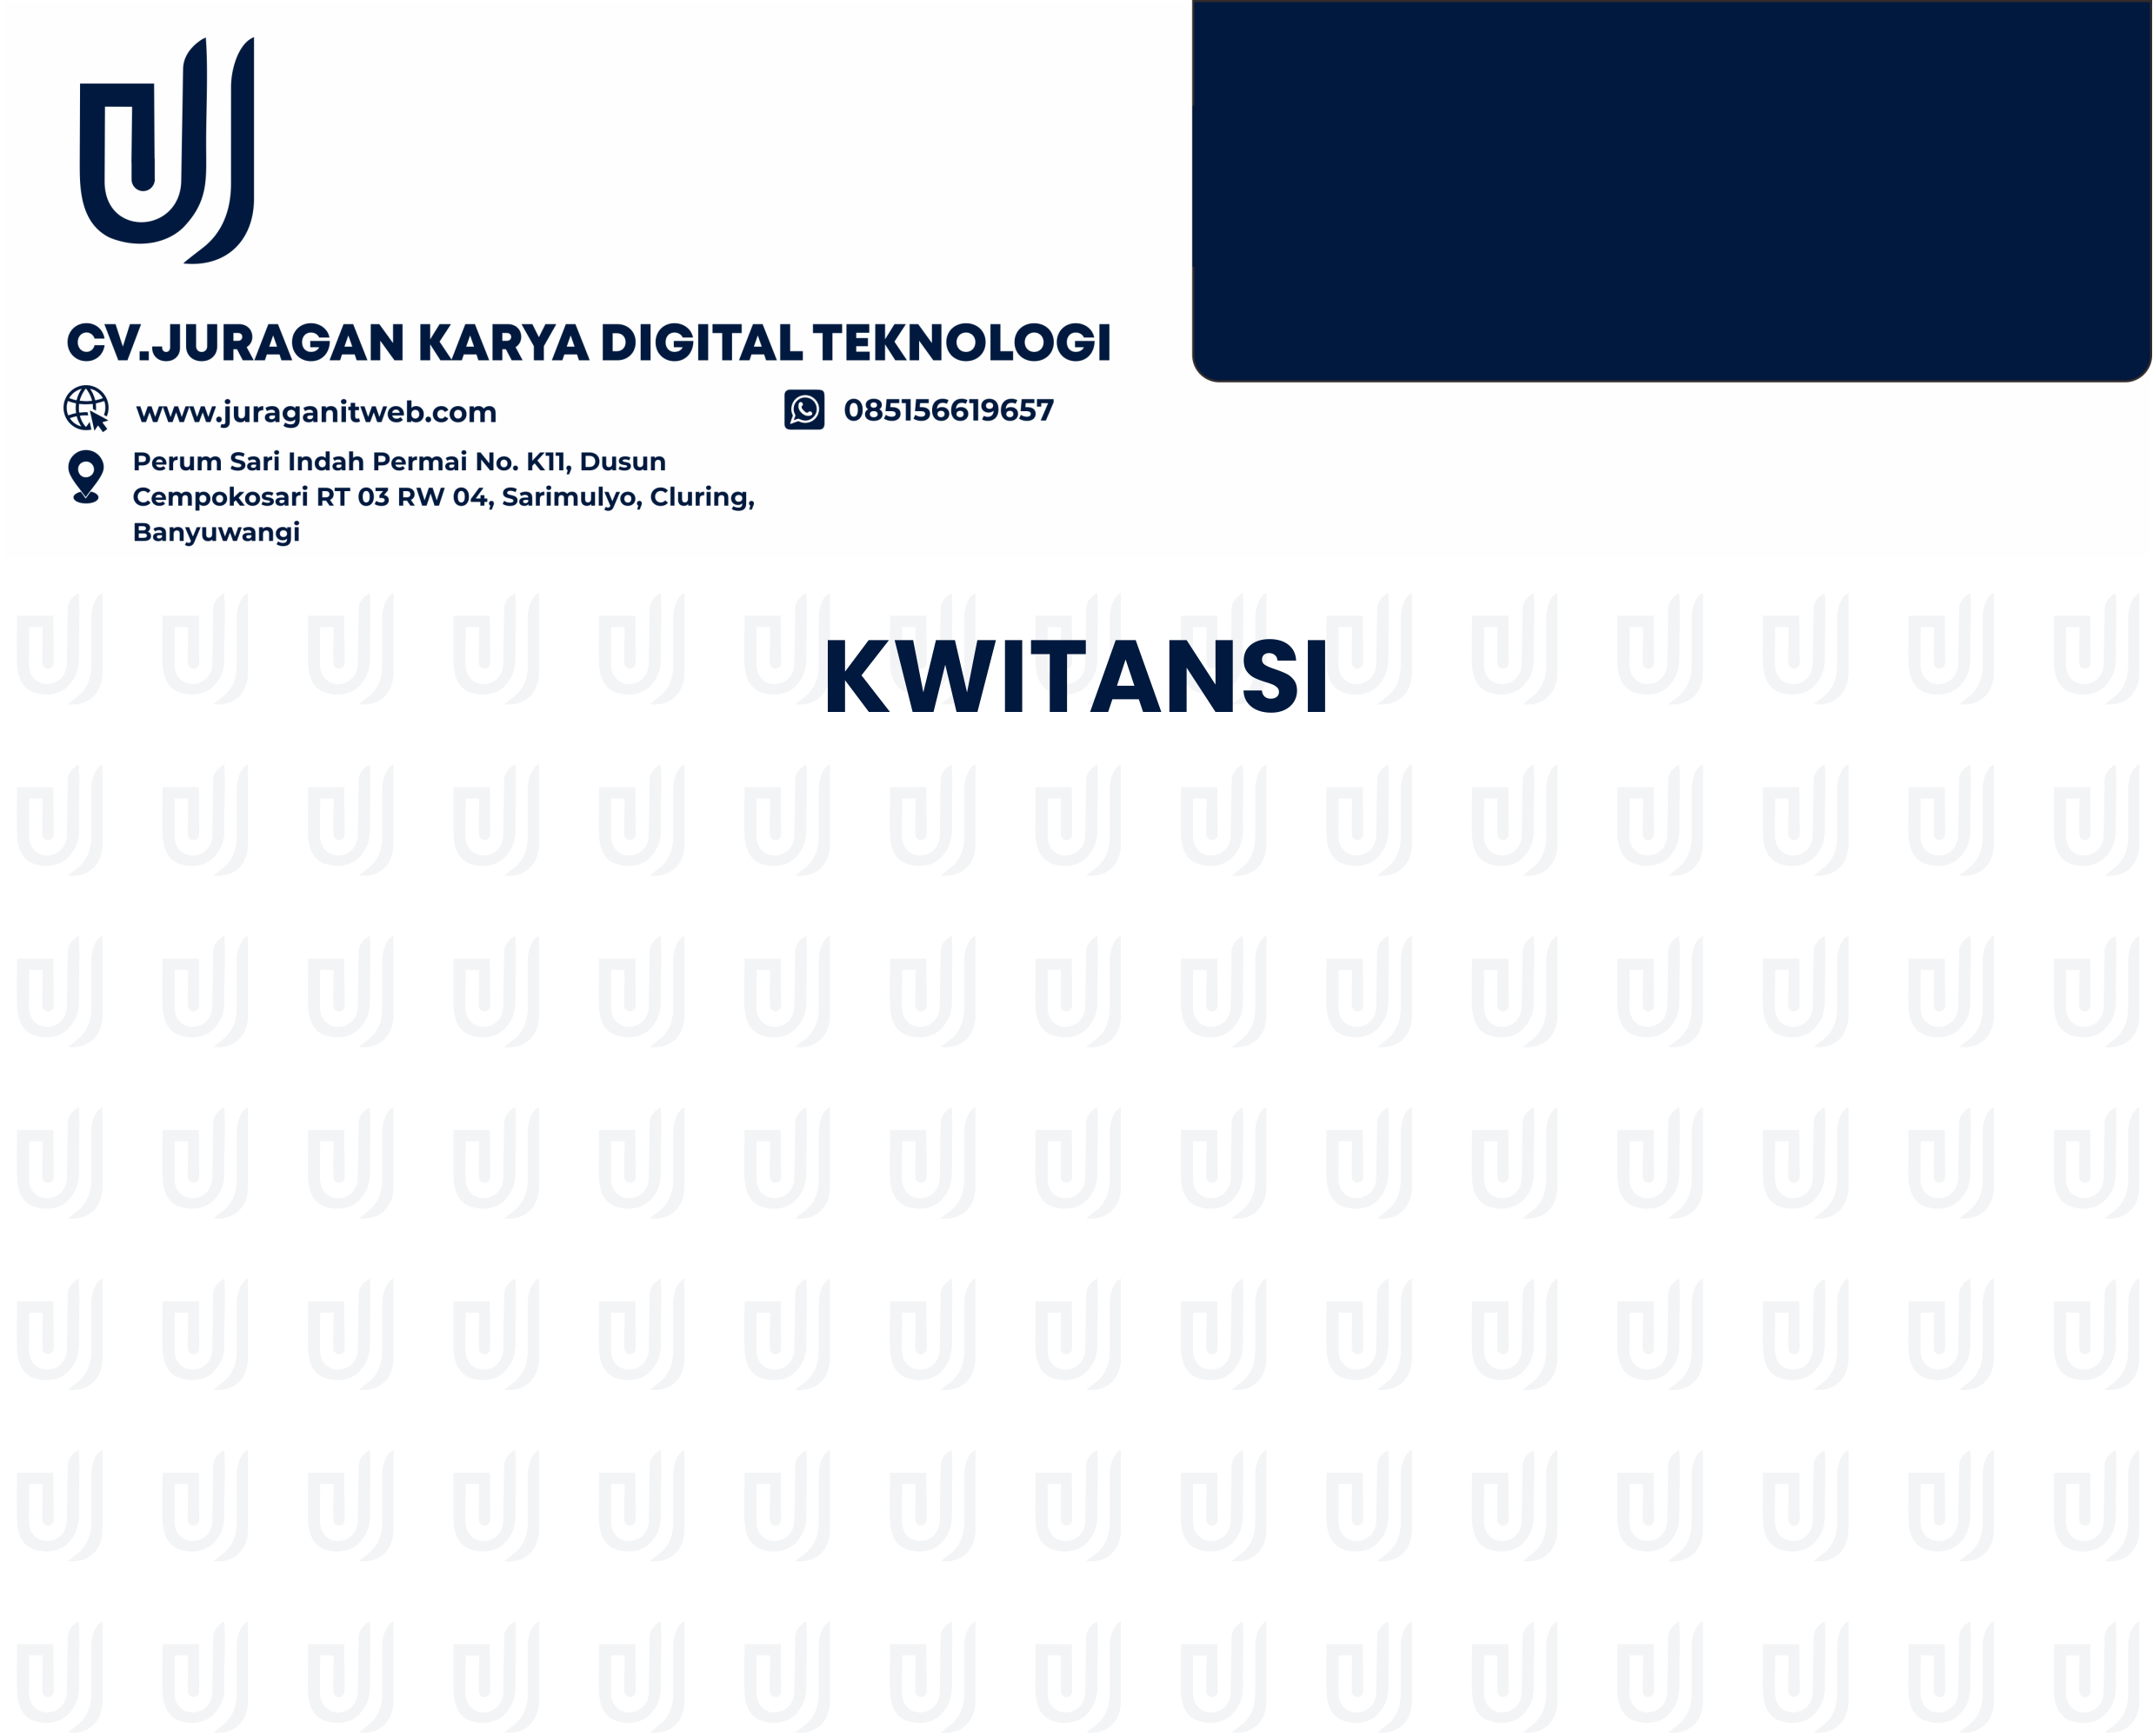 CV.JURAGAN KARYA DIGITAL TEKNOLOGI
www.juraganitweb.com
085156619657
Perum Sari Indah Permai No. K11, Dusun
Cempokosari RT 03 RW 04, Sarimulyo, Cluring,
Banyuwangi
KWITANSI